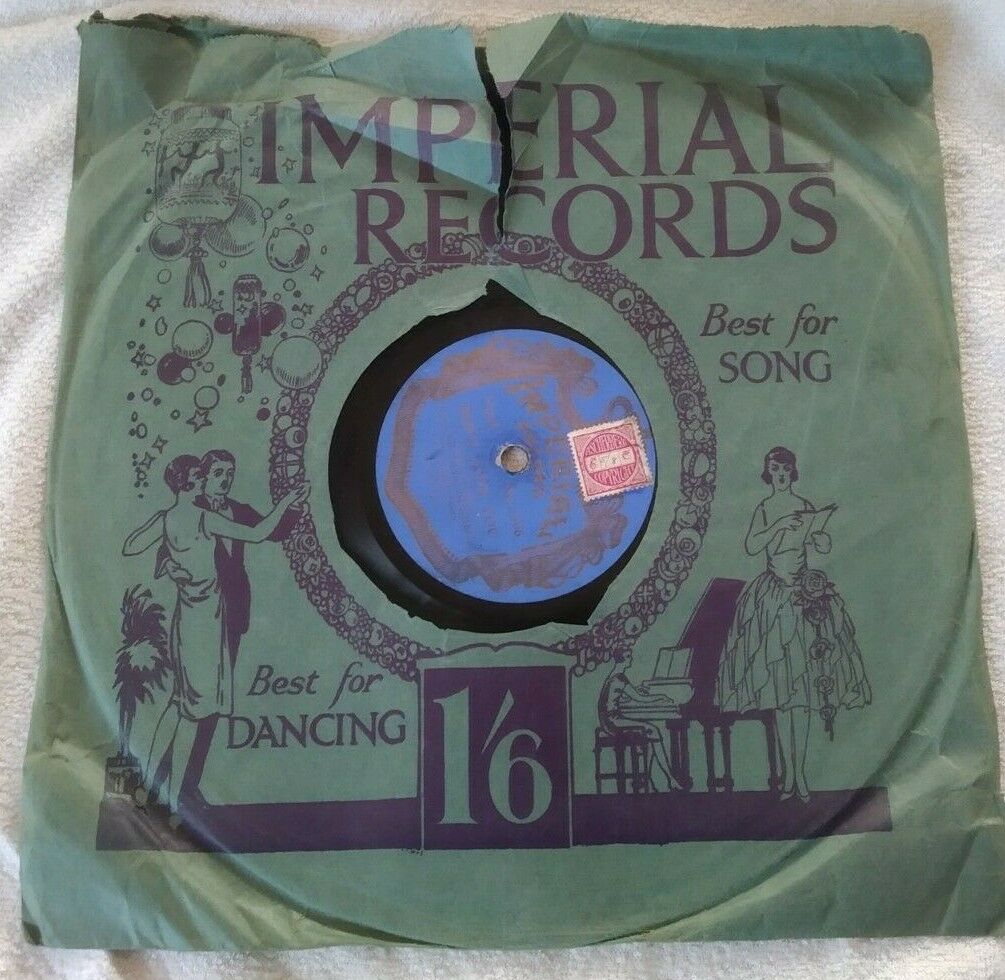 IMPERIAL
RECORDS
Best for
SONG
Best for
DANCING
1'6